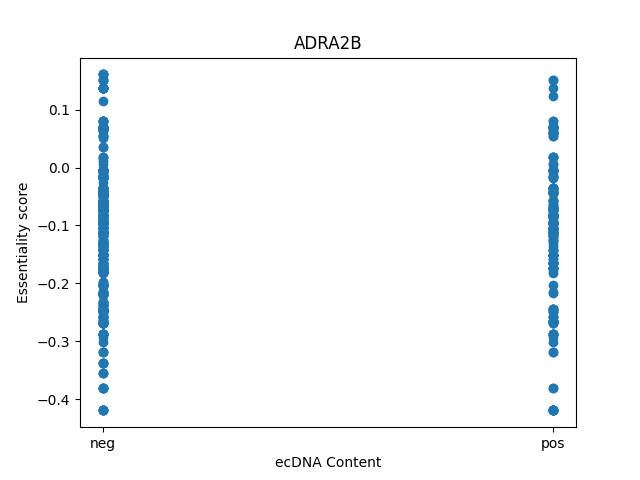 ADRA2B
Essentiality score
0.1
0.0
−0.1
−0.2
−0.3
−0.4
neg
pos
ecDNA Content